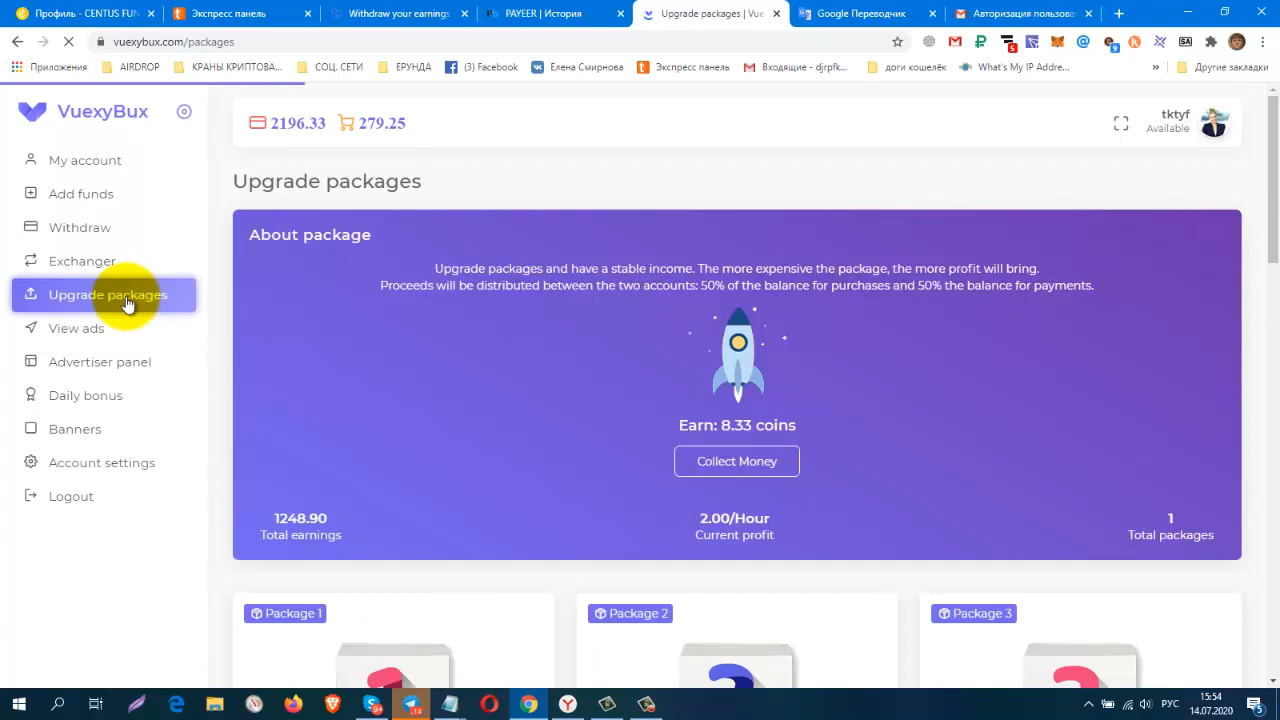 Профиль - CENTUS FUN
Экспресс панель
Withdraw your earnings
PAYEER | История
Upgrade packages | Vue
Google Переводчик
Авторизация пользова
vuexybux.com/packages
Приложения
AIRDROP
КРАНЫ КРИПТОВА...
СОЦ. СЕТИ
ЕРУНДА
(3) Facebook
Елена Смирнова
Экспресс панель
Входящие - djrpfk...
доги кошелёк
What's My IP Addre...
»
Другие закладки
VuexyBux
My account
Add funds
Withdraw
Exchanger
Upgrade packages
View ads
Advertiser panel
Daily bonus
Banners
Account settings
Logout
2196.33 279.25
tktyf
Available
Upgrade packages
About package
Upgrade packages and have a stable income. The more expensive the package, the more profit will bring.
Proceeds will be distributed between the two accounts: 50% of the balance for purchases and 50% the balance for payments.
Earn: 8.33 coins
Collect Money
1248.90
Total earnings
2.00/Hour
Current profit
1
Total packages
Package 1
Package 2
Package 3
РУС
15:54
14.07.2020